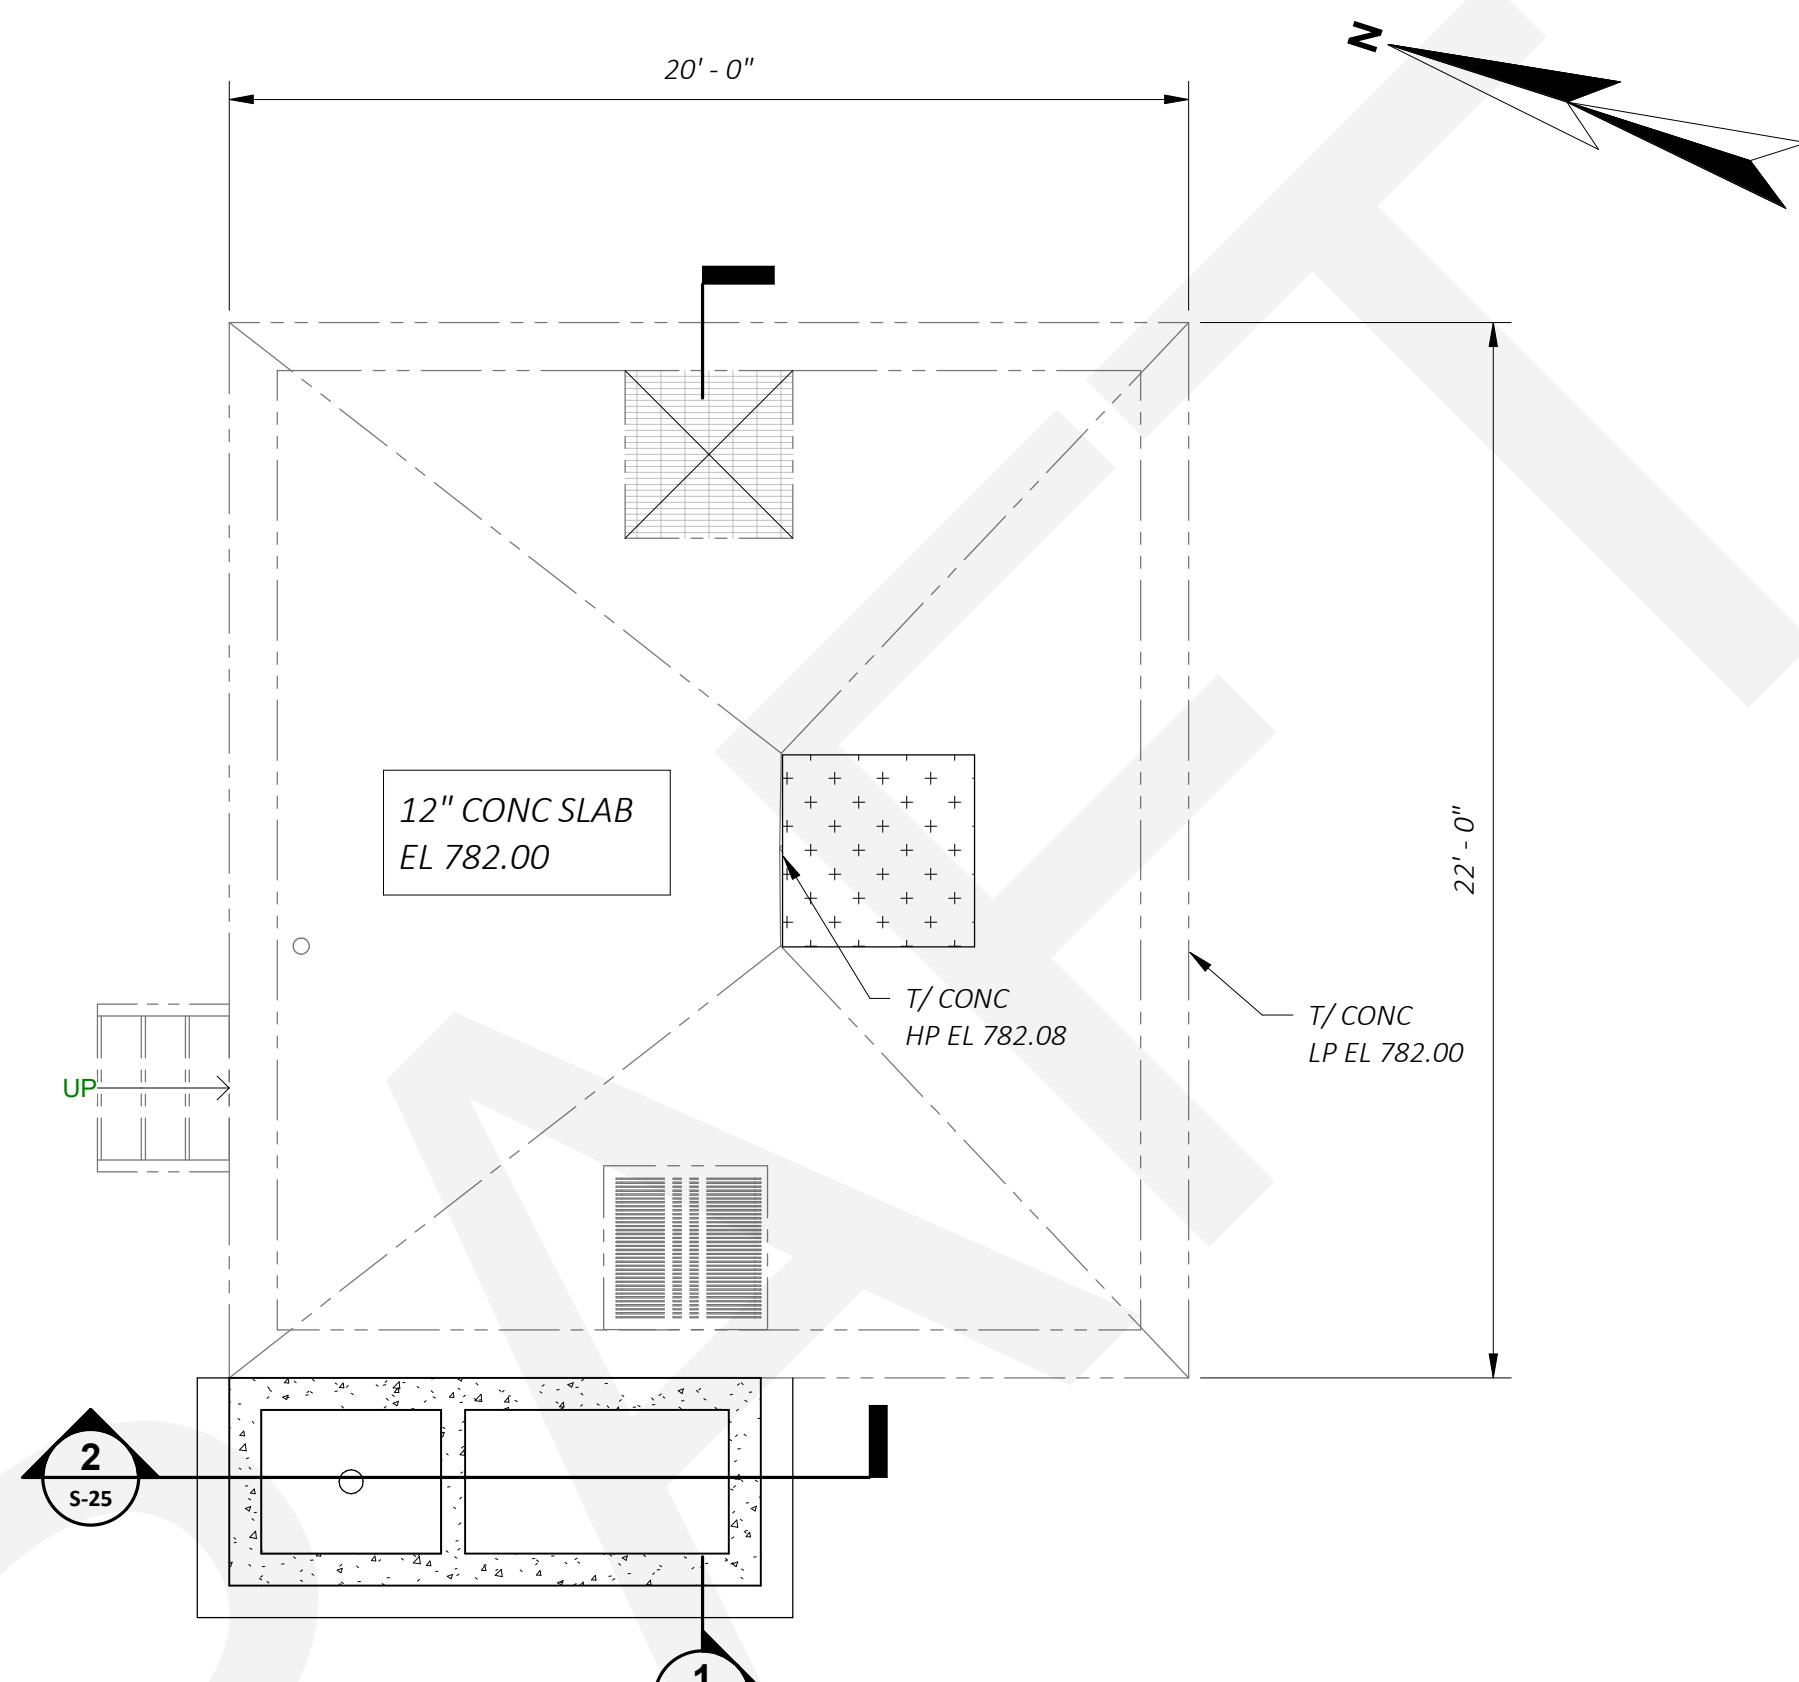 N
20' - 0"
12" CONC SLAB
EL 782.00
22' - 0"
T/ CONC
HP EL 782.08
T/ CONC
LP EL 782.00
UP
2
S-25
1